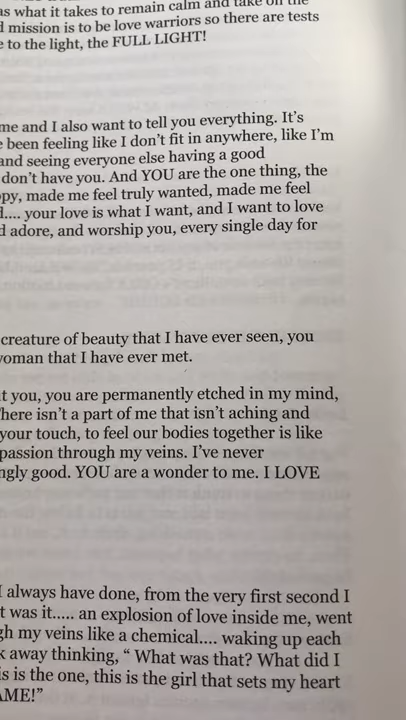 as what it takes to remain calm and take on the
mission is to be love warriors so there are tests
e to the light, the FULL LIGHT!
me and I also want to tell you everything. It's
been feeling like I don't fit in anywhere, like I'm
and seeing everyone else having a good
don't have you. And YOU are the one thing, the
py, made me feel truly wanted, made me feel
.... your love is what I want, and I want to love
d adore, and worship you, every single day for
creature of beauty that I have ever seen, you
woman that I have ever met.
t you, you are permanently etched in my mind,
here isn't a part of me that isn't aching and
your touch, to feel our bodies together is like
passion through my veins. I've never
ngly good. YOU are a wonder to me. I LOVE
I always have done, from the very first second I
t was it..... an explosion of love inside me, went
gh my veins like a chemical.... waking up each
k away thinking, “ What was that? What did I
is is the one, this is the girl that sets my heart
AME!”